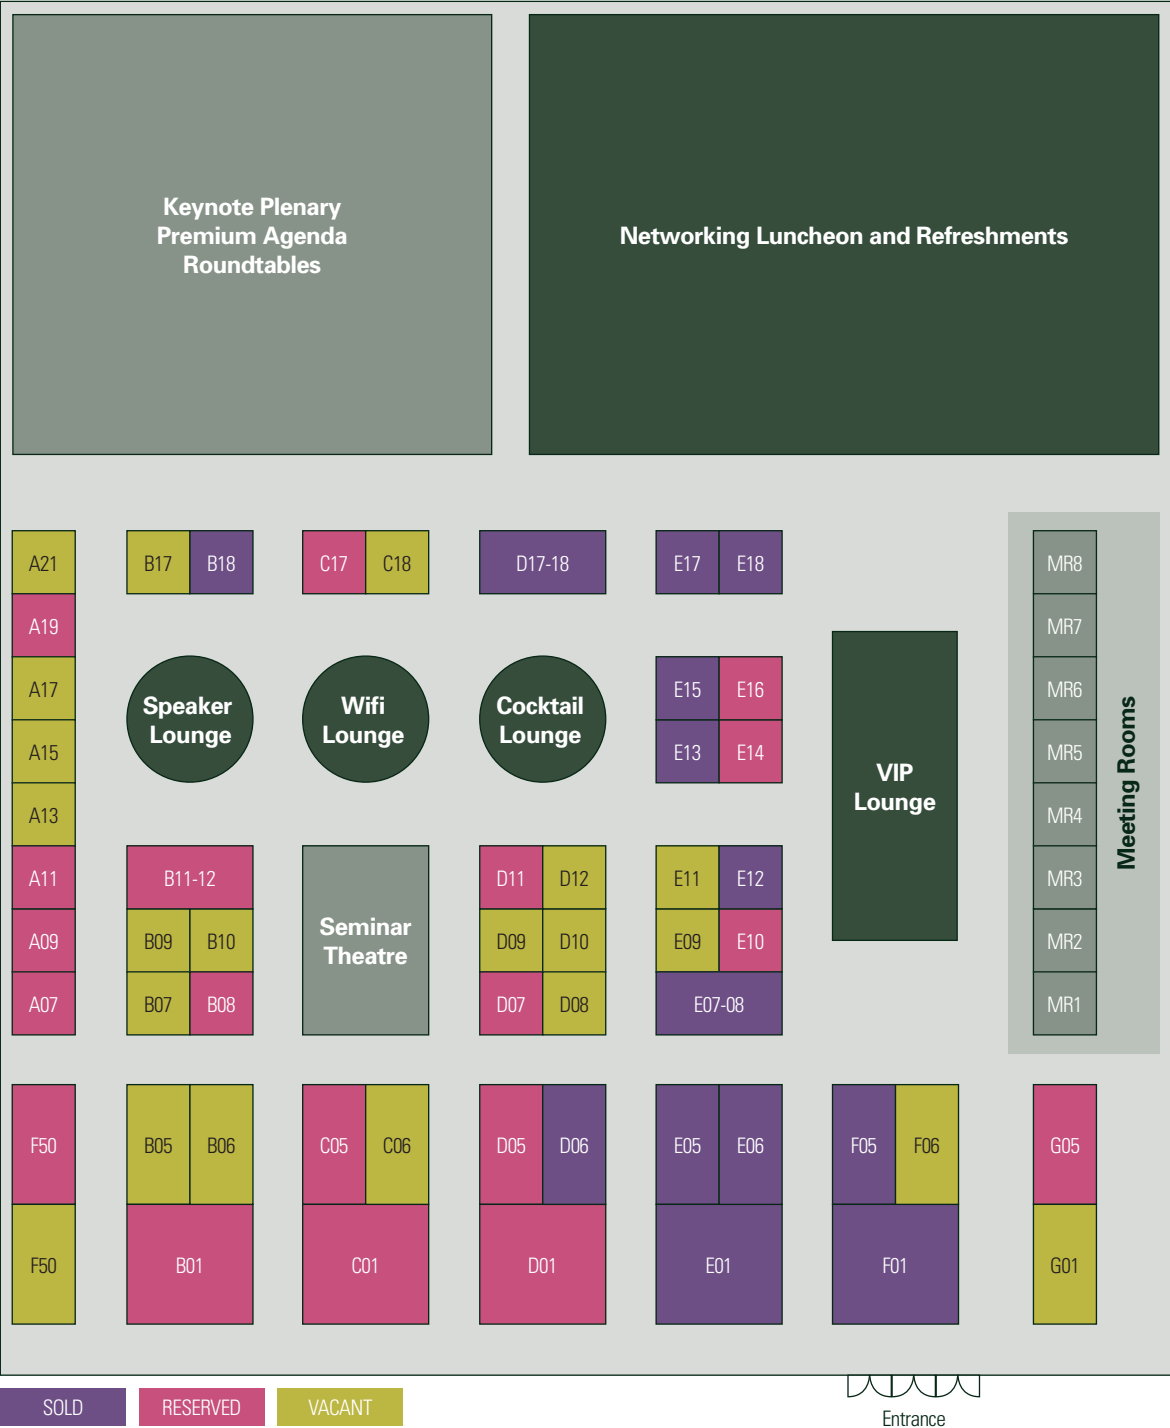 Keynote Plenary
Premium Agenda
Roundtables
Networking Luncheon and Refreshments
A21
B17
B18
C17
C18
D17-18
E17
E18
MR8
A19
MR7
A17
Speaker
Lounge
Wifi
Lounge
Cocktail
Lounge
E15
E16
MR6
A15
E13
E14
VIP
Lounge
MR5
Meeting Rooms
A13
MR4
A11
B11-12
Seminar
Theatre
D11
D12
E11
E12
MR3
A09
B09
B10
D09
D10
E09
E10
MR2
A07
B07
B08
D07
D08
E07-08
MR1
F50
B05
B06
C05
C06
D05
D06
E05
E06
F05
F06
G05
F50
B01
C01
D01
E01
F01
G01
SOLD
RESERVED
VACANT
Entrance